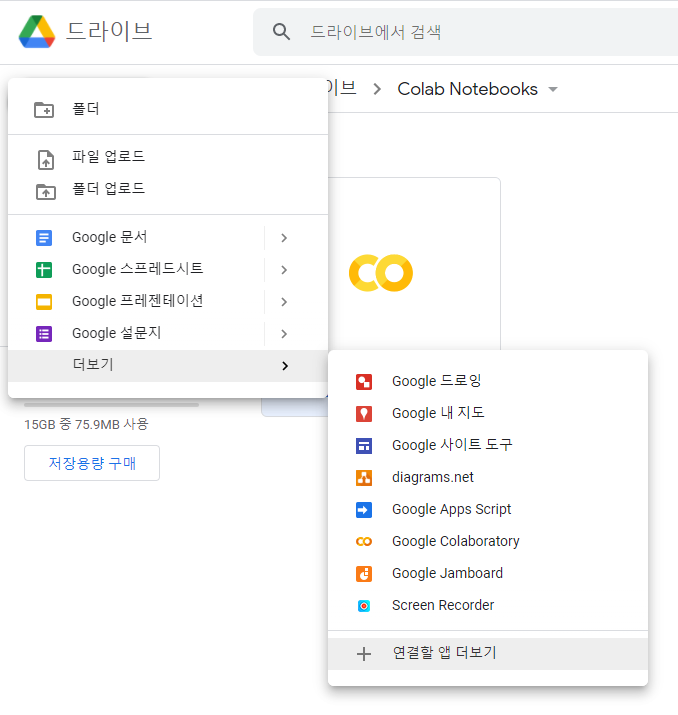 드라이브
드라이브에서 검색
이브 > Colab Notebooks
폴더
파일 업로드
폴더 업로드
Google 문서
Google 스프레드시트
Google 프레젠테이션
Google 설문지
더보기
Google 드로잉
Google 내 지도
Google 사이트 도구
diagrams.net
Google Apps Script
Google Colaboratory
Google Jamboard
Screen Recorder
연결할 앱 더보기
15GB 중 75.9MB 사용
저장용량 구매